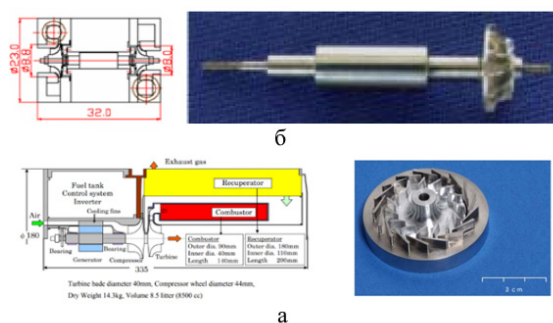 ø23.0
ø8.8
ø8.0
32.0
б
Exhaust gas
Fuel tank
Control system
Inverter
Recuperator
Cooling fins
Combustor
Air
ø180
Bearing
Bearing
Generator
Compressor
Turbine
Combustor
Outer dia. 90mm
Inner dia. 40mm
Length 140mm
Recuperator
Outer dia. 180mm
Inner dia. 110mm
Length 200mm
335
Turbine bade diameter 40mm, Compressor wheel diameter 44mm,
Dry Weight 14.3kg, Volume 8.5 litter (8500 cc)
3 cm
а